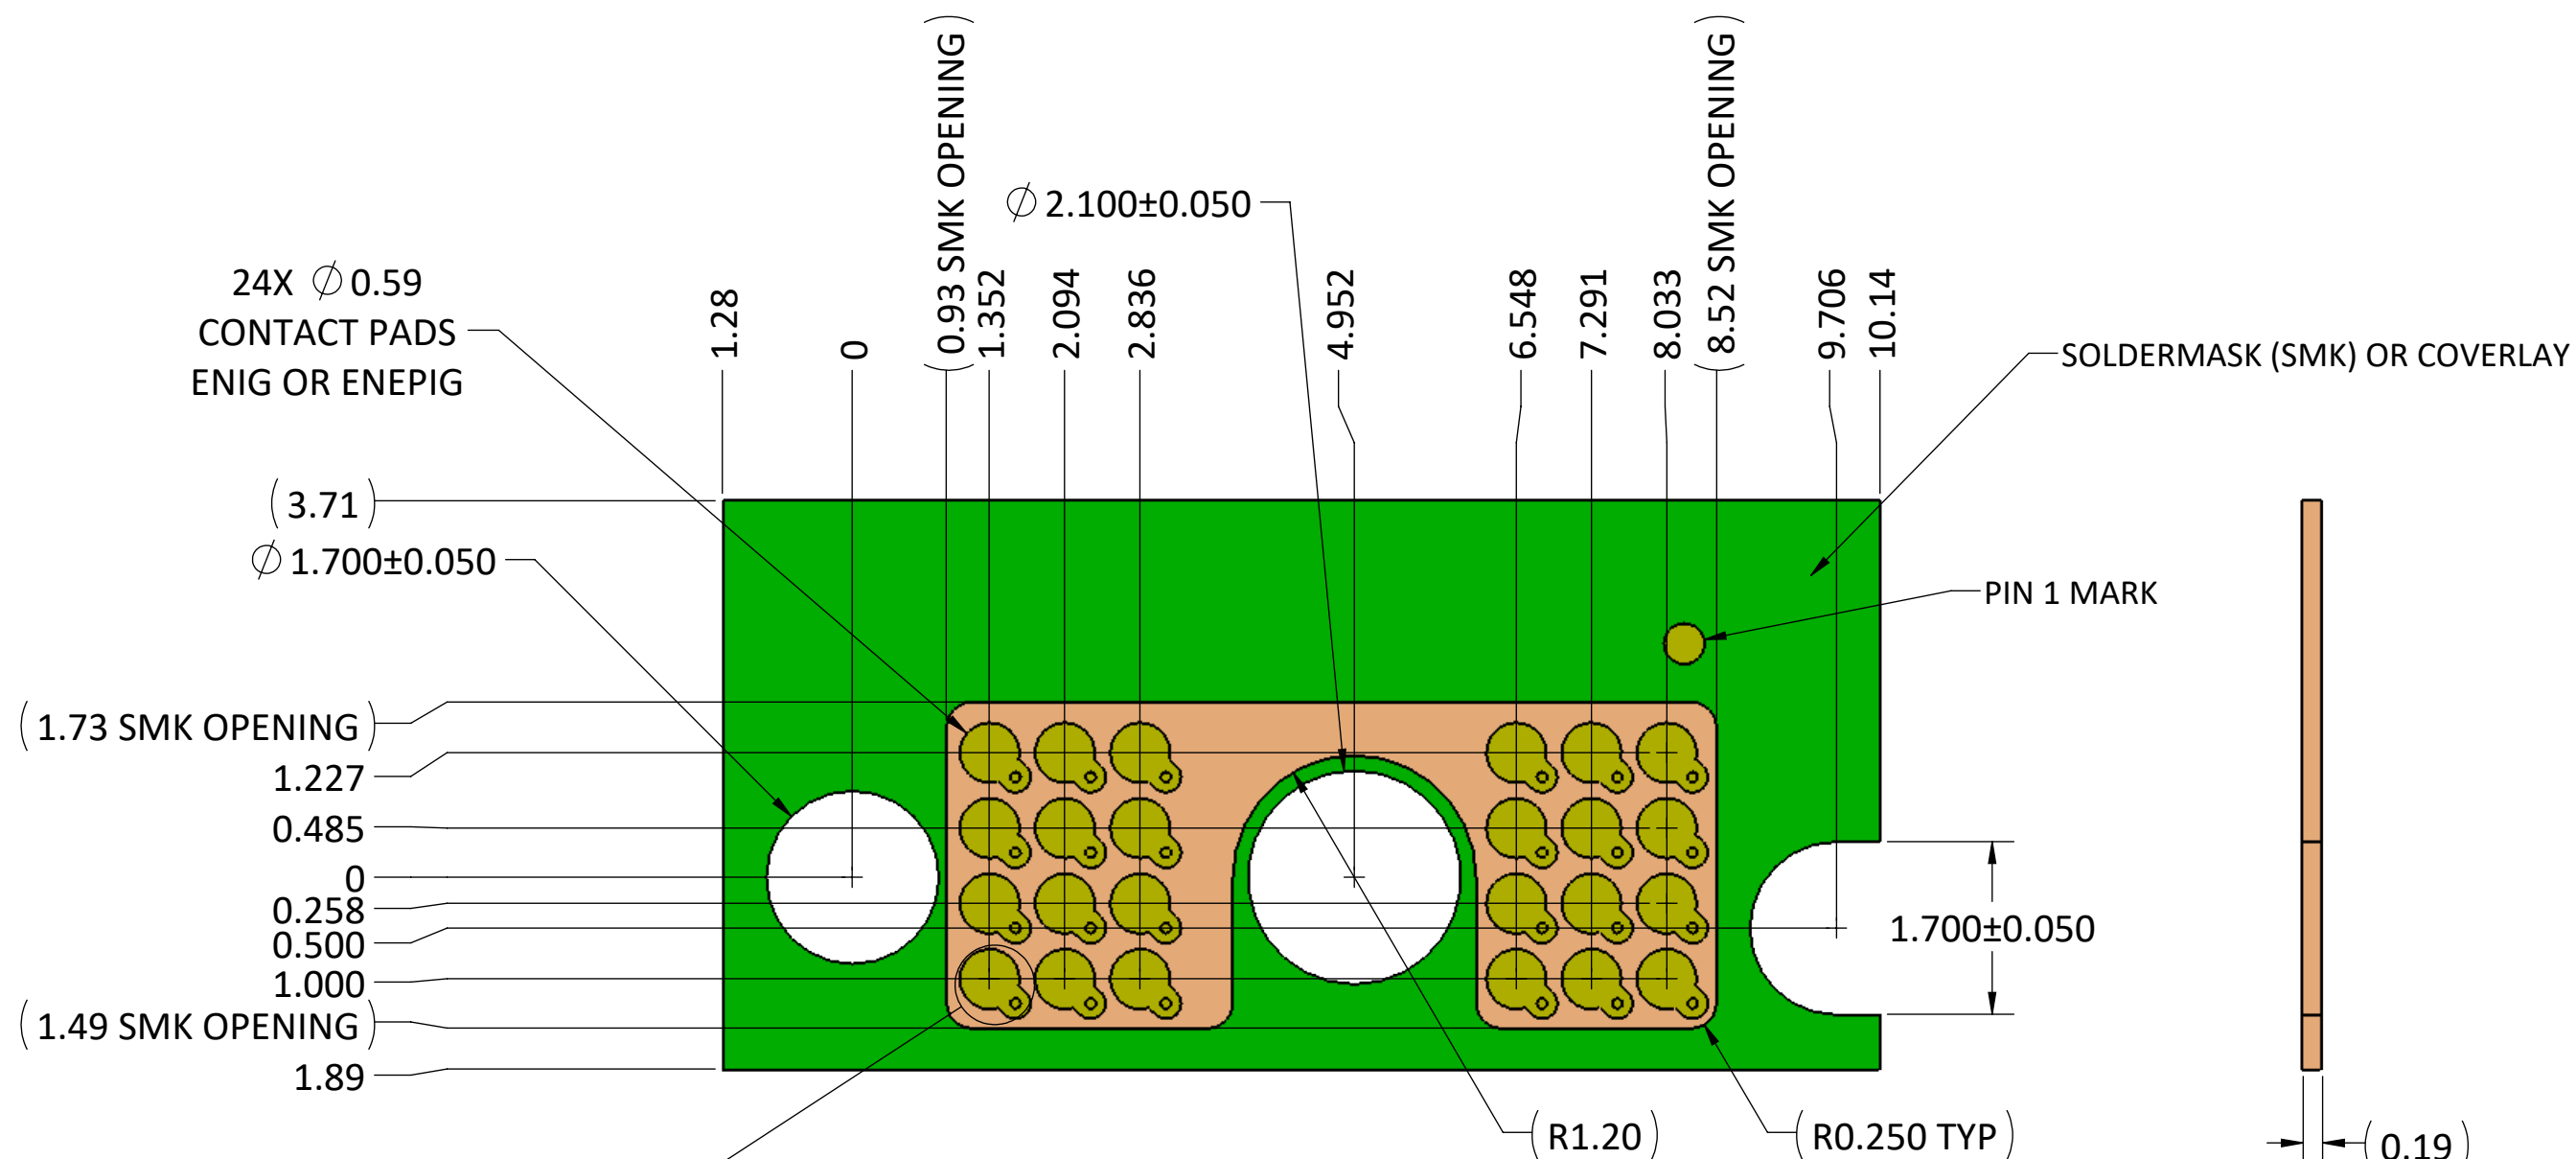 (0.93 SMK OPENING)
(8.52 SMK OPENING)
⌀ 2.100±0.050
24X ⌀ 0.59
CONTACT PADS
ENIG OR ENEPIG
1.28
0
1.352
2.094
2.836
4.952
6.548
7.291
8.033
9.706
10.14
SOLDERMASK (SMK) OR COVERLAY
(3.71)
⌀ 1.700±0.050
PIN 1 MARK
(1.73 SMK OPENING)
1.227
0.485
0
0.258
0.500
1.000
(1.49 SMK OPENING)
1.89
1.700±0.050
(R1.20)
(R0.250 TYP)
(0.19)